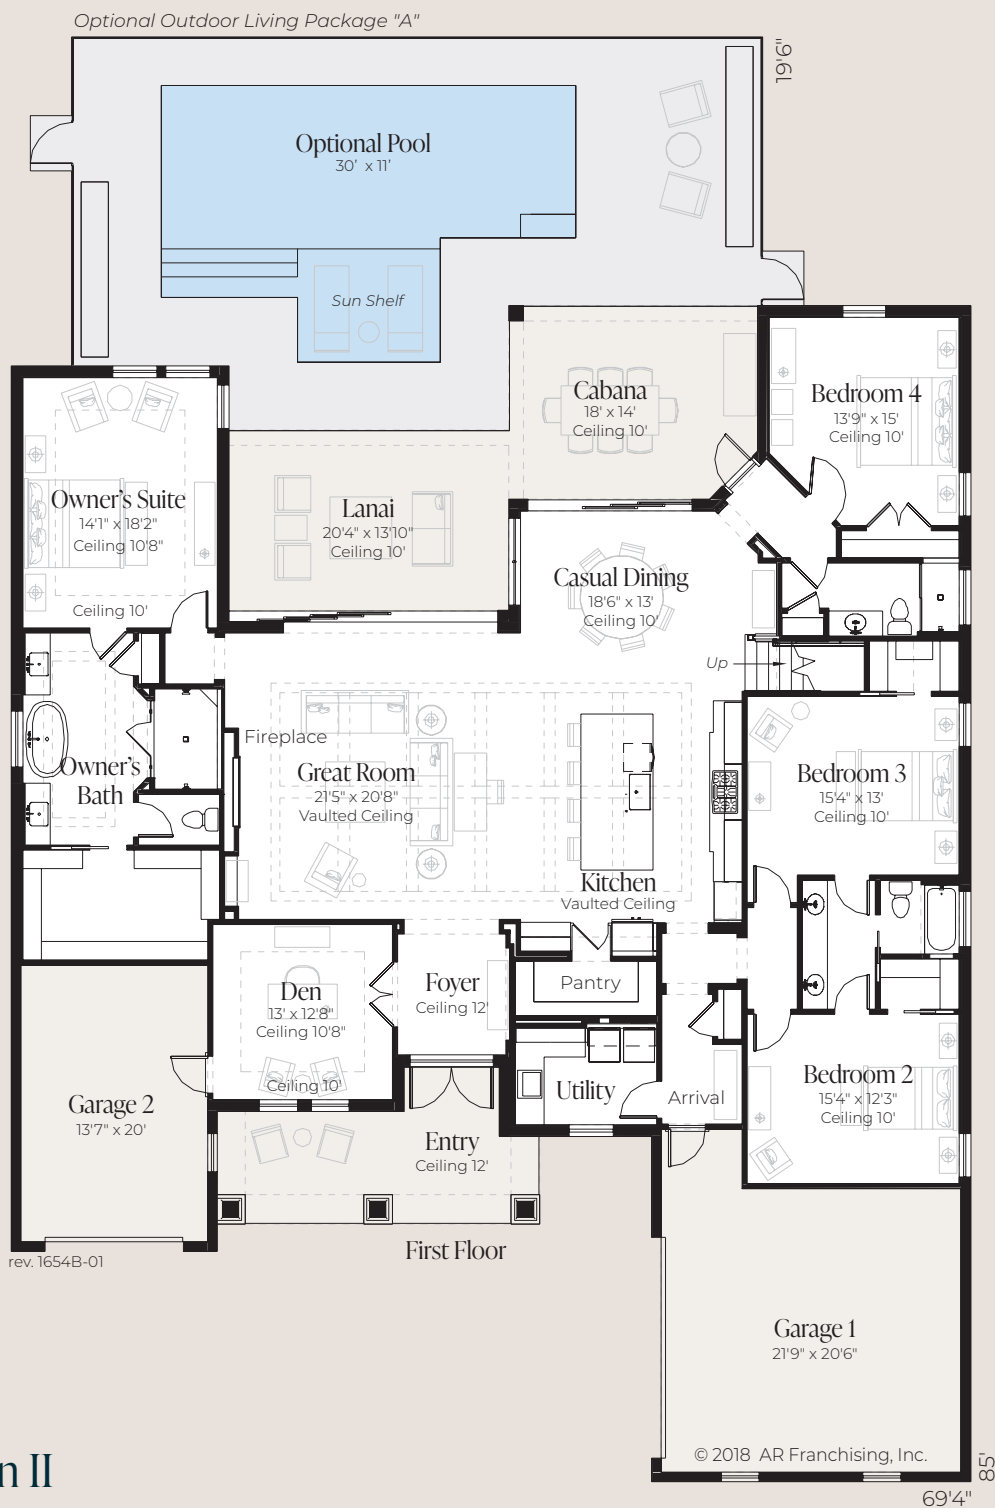 Optional Outdoor Living Package "A"
19'6"
Optional Pool
30' x 11'
Sun Shelf
Cabana
18' x 14'
Ceiling 10'
Bedroom 4
13'9" x 15'
Ceiling 10'
Owner's Suite
14'1" x 18'2"
Ceiling 10'8"
Ceiling 10'
Lanai
20'4" x 13'10"
Ceiling 10'
Casual Dining
18'6" x 13'
Ceiling 10'
Up
Fireplace
Owner's
Bath
Great Room
21'5" x 20'8"
Vaulted Ceiling
Bedroom 3
15'4" x 13'
Ceiling 10'
Kitchen
Vaulted Ceiling
Den
13' x 12'8"
Ceiling 10'8"
Ceiling 10'
Foyer
Ceiling 12'
Pantry
Utility
Arrival
Bedroom 2
15'4" x 12'3"
Ceiling 10'
Garage 2
13'7" x 20'
Entry
Ceiling 12'
rev. 1654B-01
First Floor
Garage 1
21'9" x 20'6"
© 2018 AR Franchising, Inc.
n II
85'
69'4"